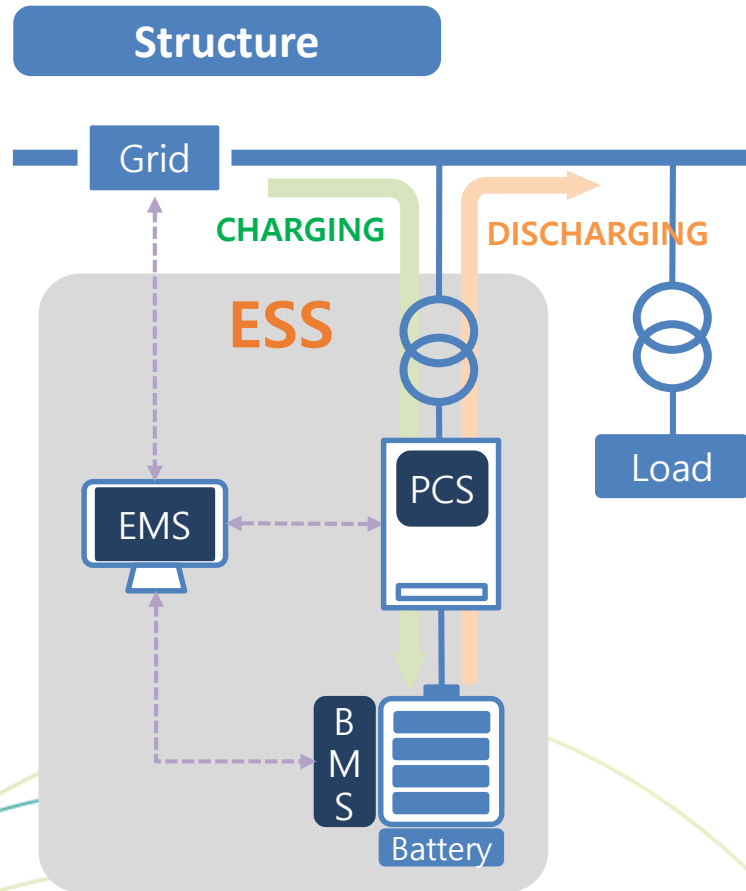 Structure
Grid
CHARGING
DISCHARGING
ESS
PCS
Load
EMS
B
M
S
Battery